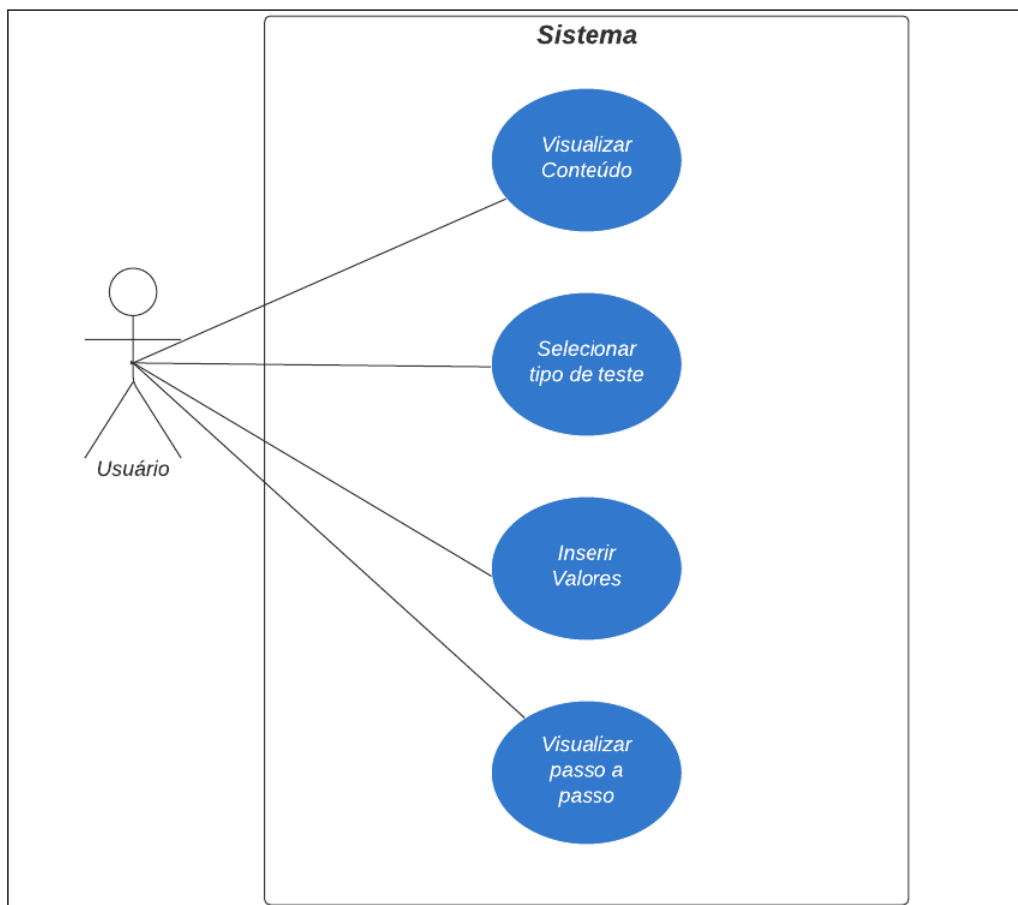 Sistema
Visualizar
Conteúdo
Selecionar
tipo de teste
Usuário
Inserir
Valores
Visualizar
passo a
passo